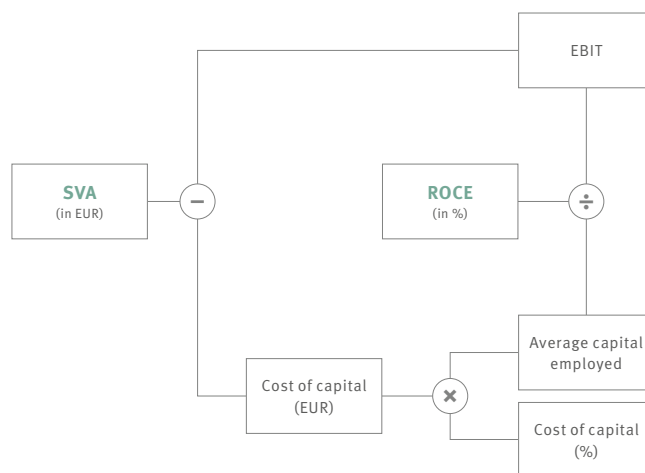 EBIT
SVA
(in EUR)
−
ROCE
(in %)
÷
Average capital
employed
Cost of capital
(EUR)
×
Cost of capital
(%)